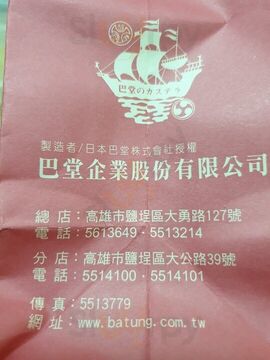 巴堂のカステラ
製造者/日本巴堂株式會社授權
巴堂企業股份有限公司
總 店：高雄市鹽埕區大勇路127號
電 話：5613649·5513214
分 店：高雄市鹽埕區大公路39號
電 話：5514100·5514101
傳 真：5513779
網 址：www.batung.com.tw